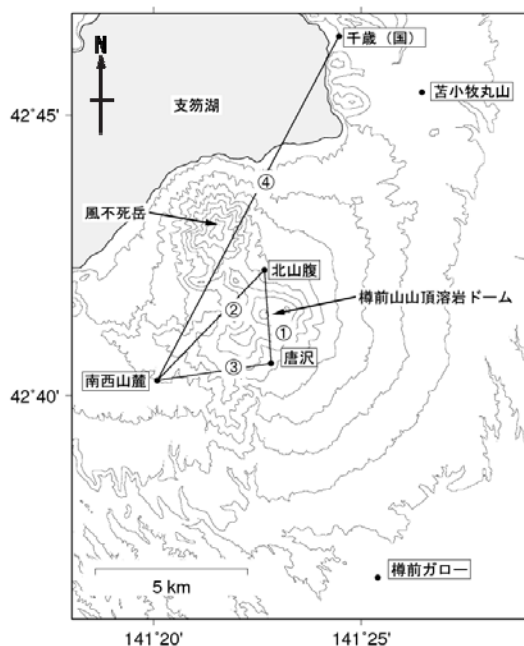 千歳（国）
N
苫小牧丸山
42°45'
支笏湖
④
風不死岳
北山腹
樽前山山頂溶岩ドーム
②
①
唐沢
③
南西山麓
42°40'
樽前ガロー
5 km
141°20'
141°25'